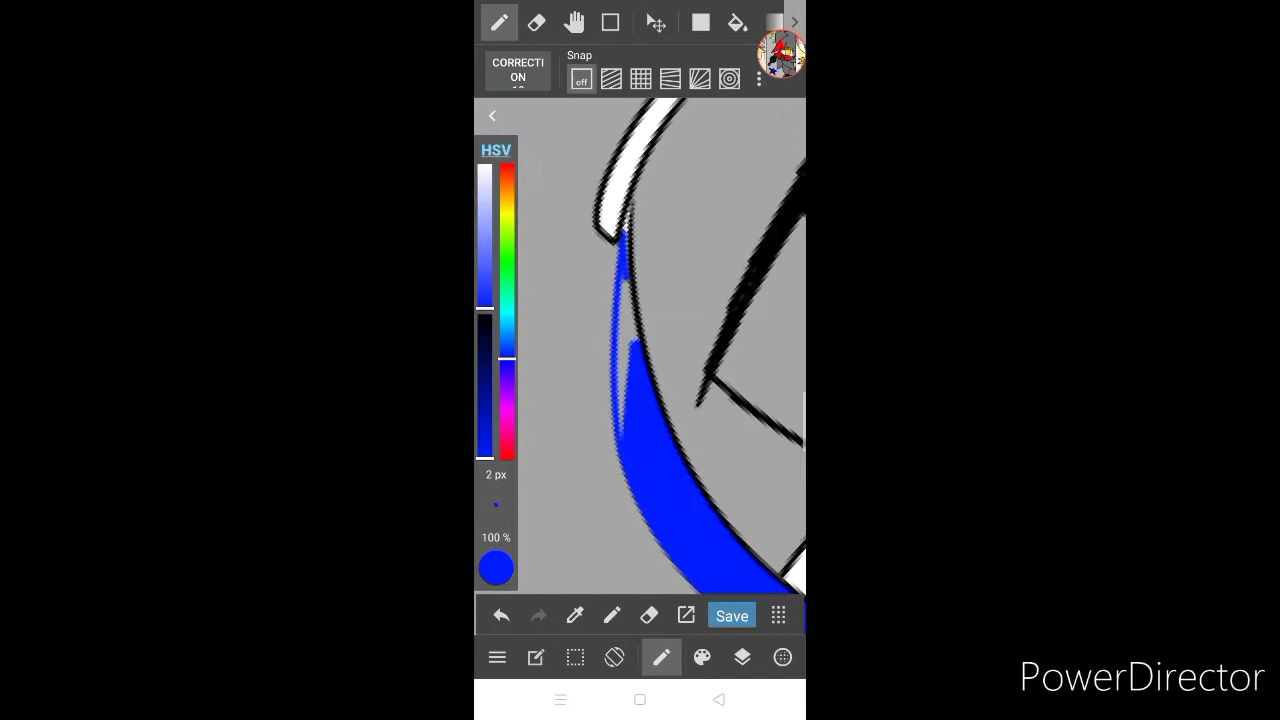 Snap
CORRECTI
ON
off
HSV
2 px
100 %
Save
PowerDirector